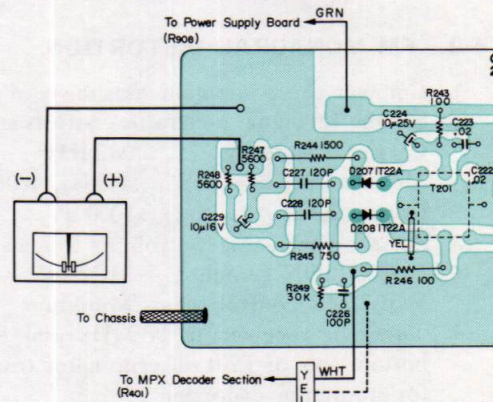 GRN
To Power Supply Board
(R908)
(-) (+)
R243
100
C224
10μ25V
C223
.02
R244 1500
R247
5600
R248
5600
C227 120P
D207 IT22A
T201
C222
.02
C228 120P
C229
10μ16V
D208 IT22A
YEL
R245 750
R246 100
R249
30K
C226
100P
To Chassis
To MPX Decoder Section
(R401)
WHT
YEL